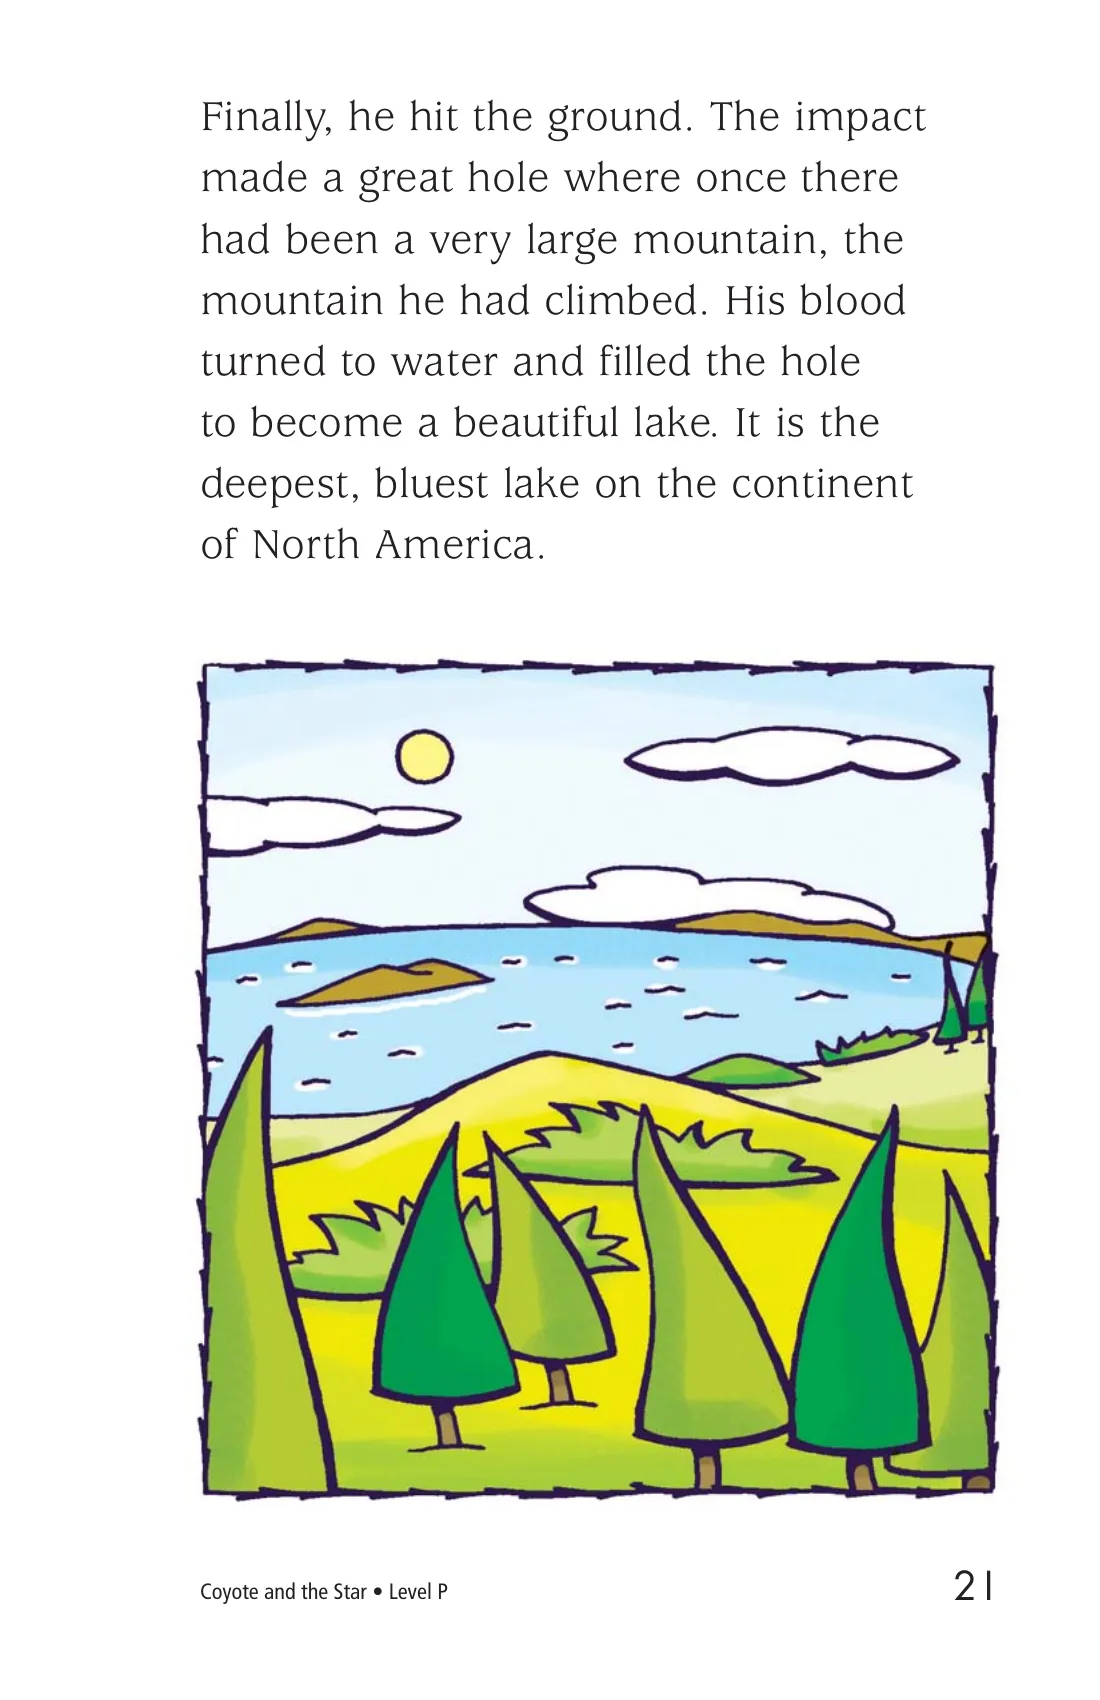 Finally, he hit the ground. The impact
made a great hole where once there
had been a very large mountain, the
mountain he had climbed. His blood
turned to water and filled the hole
to become a beautiful lake. It is the
deepest, bluest lake on the continent
of North America.
Coyote and the Star • Level P
21